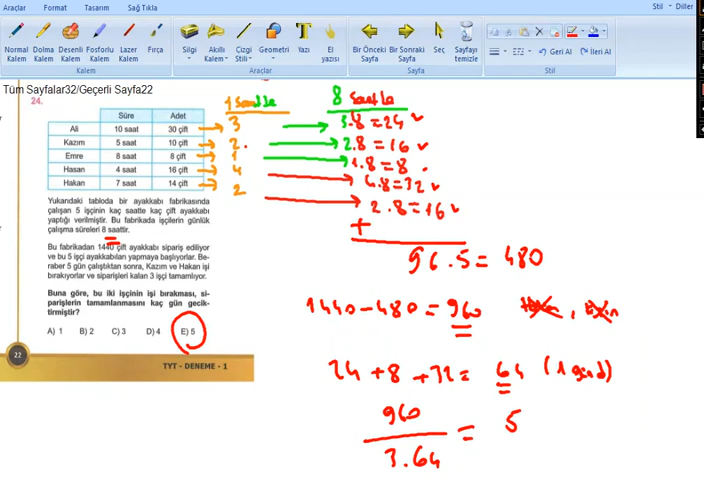 Araçlar Format Takış Sağ Tıkla
Stil Diller
Normal Kalem Dolma Kalem Desenli Kalem Fosforlu Kalem Lazer Kalem Fırça
Silgi Akıllı Kalem Çizgi Stili Geometri Yazı El yazısı
Bir Önceki Sayfa Bir Sonraki Sayfa Seç Sayfayı temizle
Geri Al İleri Al
Kalem Araçlar Sayfa Stil
Tüm Sayfalar32/Geçerli Sayfa22
24.
Süre Adet
Ali 10 saat 30 çift
Kazım 5 saat 10 çift
Emre 8 saat 8 çift
Hasan 4 saat 16 çift
Hakan 7 saat 14 çift
1 saatte
3
2
1
4
2
8 saatte
3.8=24
2.8=16
1.8=8
4.8=32
2.8=16
+
96.5=480
Yukarıdaki tabloda bir ayakkabı fabrikasında
çalışan 5 işçinin kaç saatte kaç çift ayakkabı
yaptığı verilmiştir. Bu fabrikada işçilerin günlük
çalışma süreleri 8 saattir.
Bu fabrikadan 1440 çift ayakkabı sipariş ediliyor
ve bu 5 işçi ayakkabıları yapmaya başlıyorlar. Be-
raber 5 gün çalıştıktan sonra, Kazım ve Hakan işi
bırakıyorlar ve siparişleri kalan 3 işçi tamamlıyor.
Buna göre, bu iki işçinin işi bırakması, si-
parişlerin tamamlanmasını kaç gün gecik-
tirmiştir?
A) 1 B) 2 C) 3 D) 4 E) 5
1440-480=960
24+8+32=64
960
3.64
= 5
22
TYT - DENEME - 1